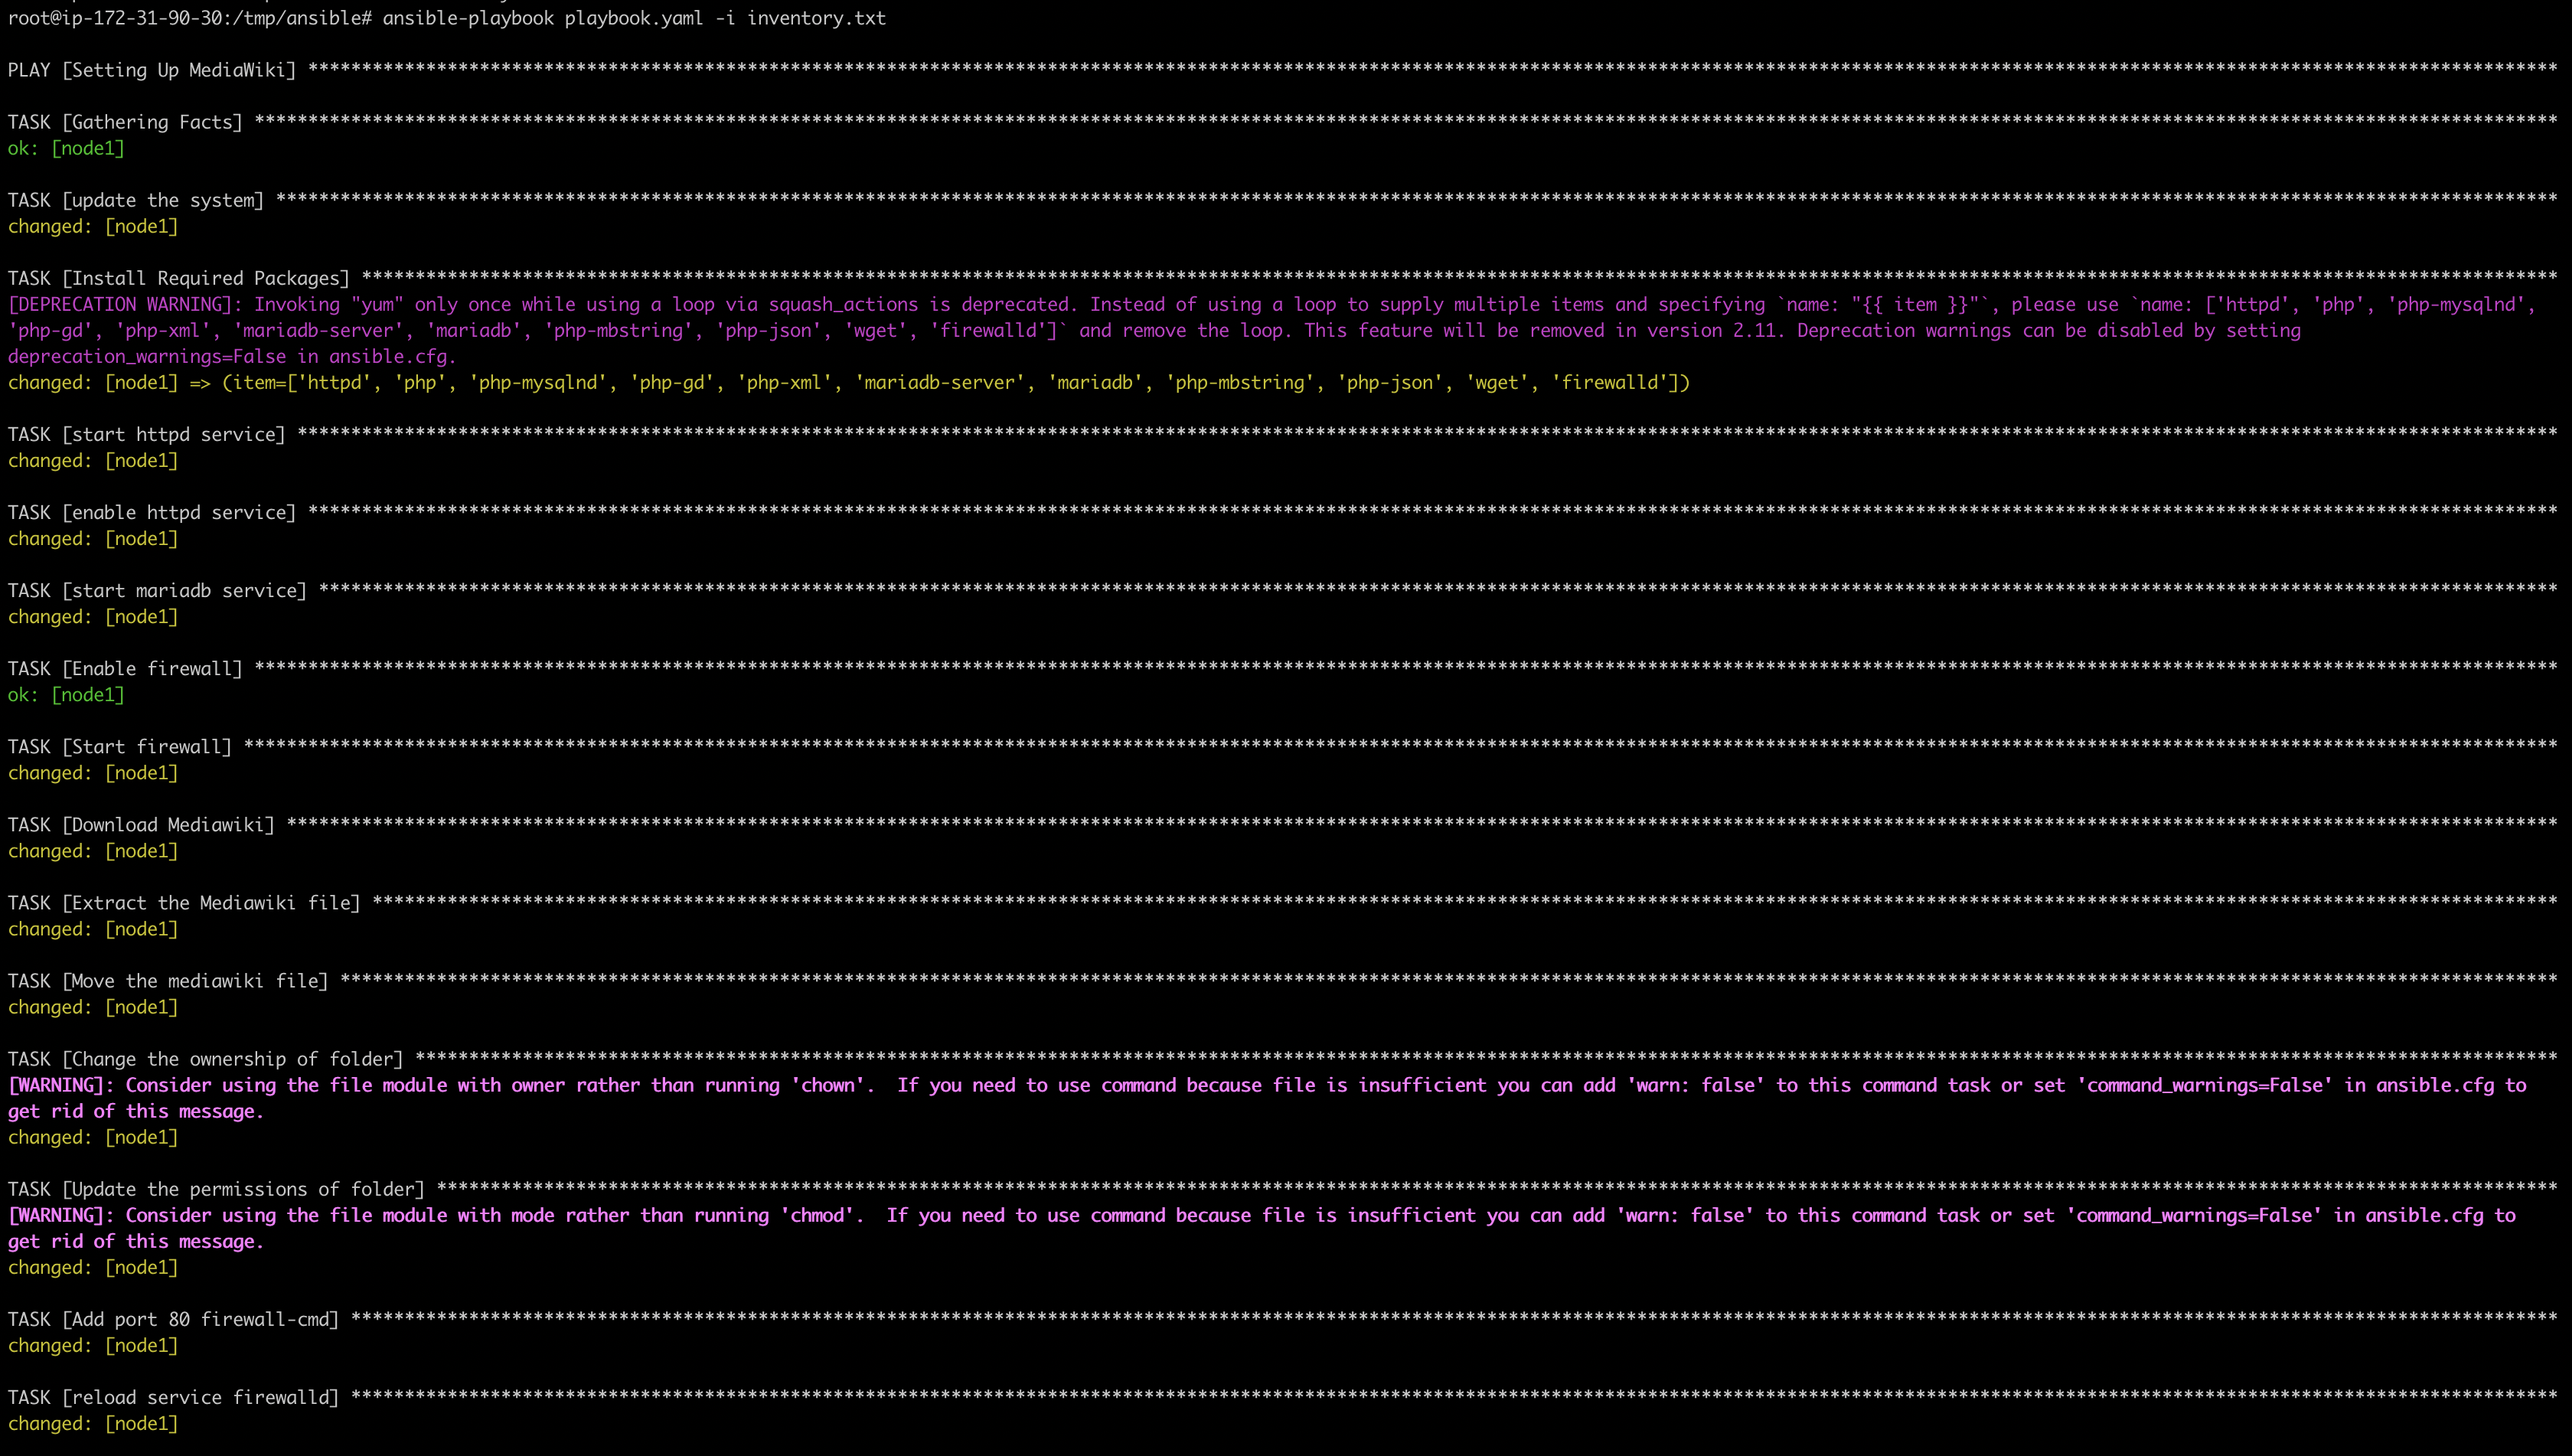 root@ip-172-31-90-30:/tmp/ansible# ansible-playbook playbook.yaml -i inventory.txt
PLAY [Setting Up MediaWiki] ****************************************************************************************************
TASK [Gathering Facts] ****************************************************************************************************
ok: [node1]
TASK [update the system] ****************************************************************************************************
changed: [node1]
TASK [Install Required Packages] ****************************************************************************************************
[DEPRECATION WARNING]: Invoking "yum" only once while using a loop via squash_actions is deprecated. Instead of using a loop to supply multiple items and specifying `name: "{{ item }}"`, please use `name: ['httpd', 'php', 'php-mysqlnd',
'php-gd', 'php-xml', 'mariadb-server', 'mariadb', 'php-mbstring', 'php-json', 'wget', 'firewalld']` and remove the loop. This feature will be removed in version 2.11. Deprecation warnings can be disabled by setting
deprecation_warnings=False in ansible.cfg.
changed: [node1] => (item=['httpd', 'php', 'php-mysqlnd', 'php-gd', 'php-xml', 'mariadb-server', 'mariadb', 'php-mbstring', 'php-json', 'wget', 'firewalld'])
TASK [start httpd service] ****************************************************************************************************
changed: [node1]
TASK [enable httpd service] ****************************************************************************************************
changed: [node1]
TASK [start mariadb service] ****************************************************************************************************
changed: [node1]
TASK [Enable firewall] ****************************************************************************************************
ok: [node1]
TASK [Start firewall] ****************************************************************************************************
changed: [node1]
TASK [Download Mediawiki] ****************************************************************************************************
changed: [node1]
TASK [Extract the Mediawiki file] ****************************************************************************************************
changed: [node1]
TASK [Move the mediawiki file] ****************************************************************************************************
changed: [node1]
TASK [Change the ownership of folder] ****************************************************************************************************
[WARNING]: Consider using the file module with owner rather than running 'chown'.  If you need to use command because file is insufficient you can add 'warn: false' to this command task or set 'command_warnings=False' in ansible.cfg to
get rid of this message.
changed: [node1]
TASK [Update the permissions of folder] ****************************************************************************************************
[WARNING]: Consider using the file module with mode rather than running 'chmod'.  If you need to use command because file is insufficient you can add 'warn: false' to this command task or set 'command_warnings=False' in ansible.cfg to
get rid of this message.
changed: [node1]
TASK [Add port 80 firewall-cmd] ****************************************************************************************************
changed: [node1]
TASK [reload service firewalld] ****************************************************************************************************
changed: [node1]